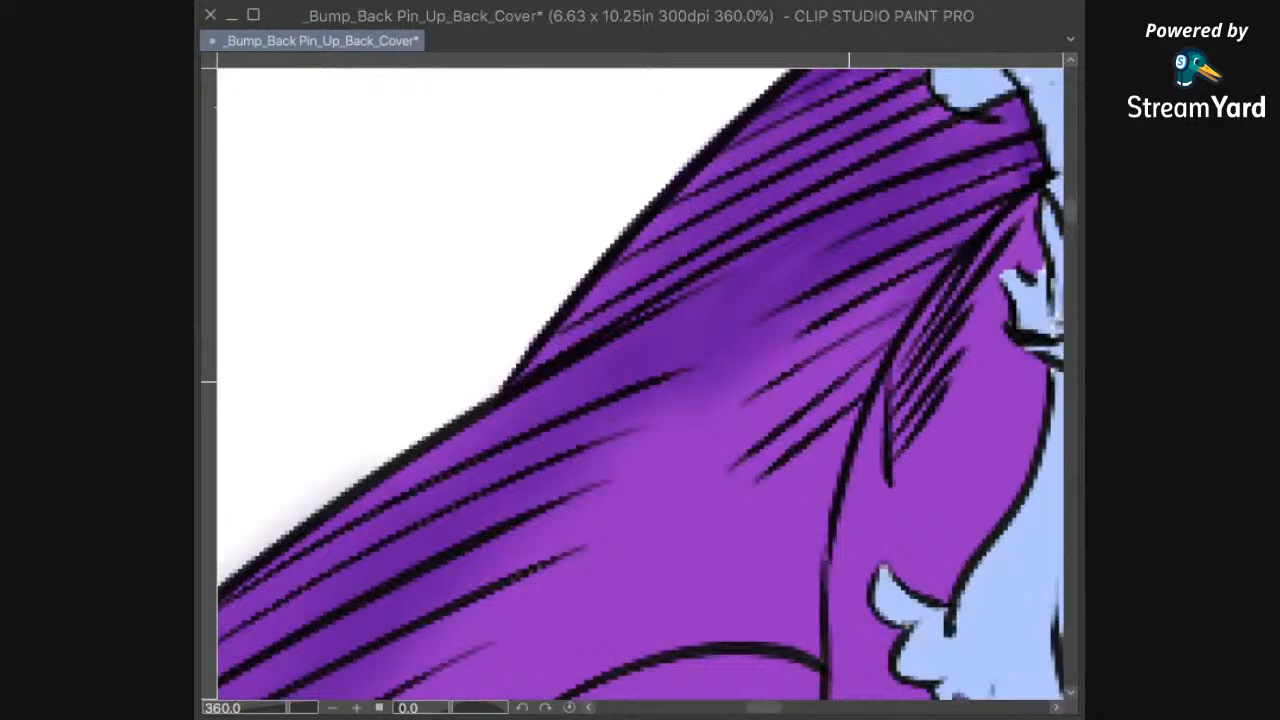 _Bump_Back Pin_Up_Back_Cover* (6.63 x 10.25in 300dpi 360.0%) - CLIP STUDIO PAINT PRO
_Bump_Back Pin_Up_Back_Cover*
Powered by
StreamYard
360.0
0.0